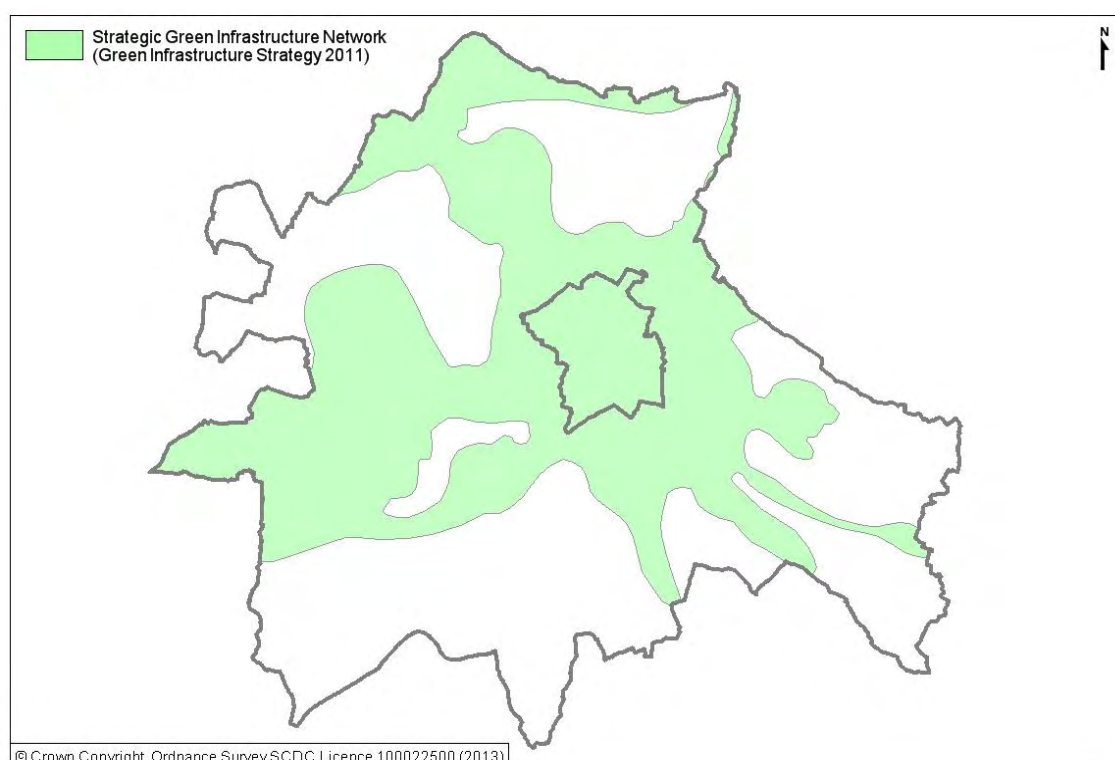 Strategic Green Infrastructure Network
(Green Infrastructure Strategy 2011)
N
© Crown Copyright. Ordnance Survey SCDC Licence 100022500 (2013)